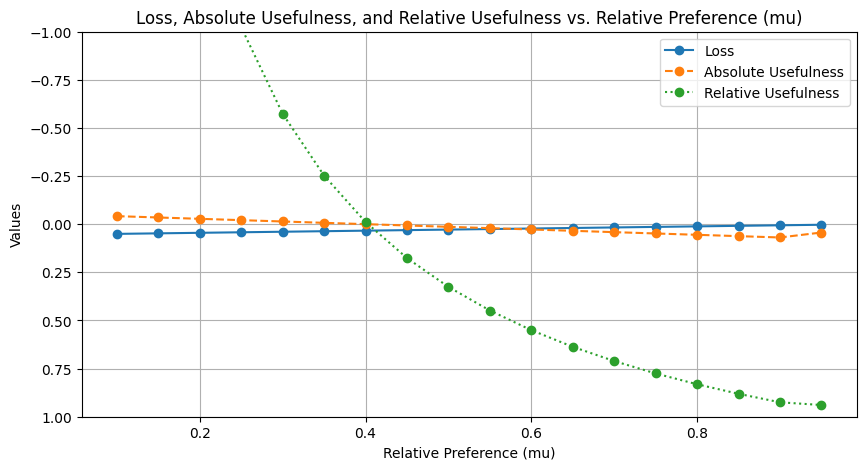 Loss, Absolute Usefulness, and Relative Usefulness vs. Relative Preference (mu)
Loss
Absolute Usefulness
Relative Usefulness
Values
−1.00
−0.75
−0.50
−0.25
0.00
0.25
0.50
0.75
1.00
0.2 0.4 0.6 0.8
Relative Preference (mu)